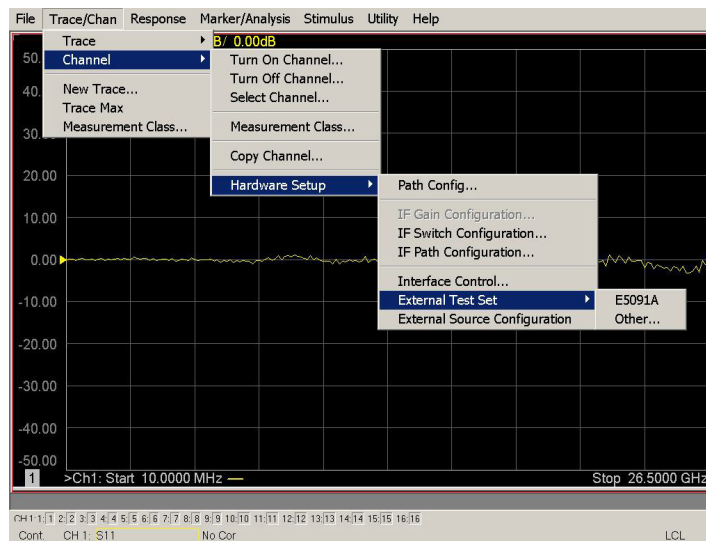 File Trace/Chan Response Marker/Analysis Stimulus Utility Help
Trace
B/ 0.00dB
Channel
New Trace...
Trace Max
Measurement Class...
Turn On Channel...
Turn Off Channel...
Select Channel...
Measurement Class...
Copy Channel...
Hardware Setup
Path Config...
IF Gain Configuration...
IF Switch Configuration...
IF Path Configuration...
Interface Control...
External Test Set
External Source Configuration
E5091A
Other...
50.
40.
30.
20.00
10.00
0.00
-10.00
-20.00
-30.00
-40.00
-50.00
1 >Ch1: Start 10.0000 MHz Stop 26.5000 GHz
CH 1-1: 1 2: 2 3: 3 4: 4 5: 5 6: 6 7: 7 8: 8 9: 9 10: 10 11: 11 12: 12 13: 13 14: 14 15: 15 16: 16
Cont. CH 1: S11 No Cor LCL